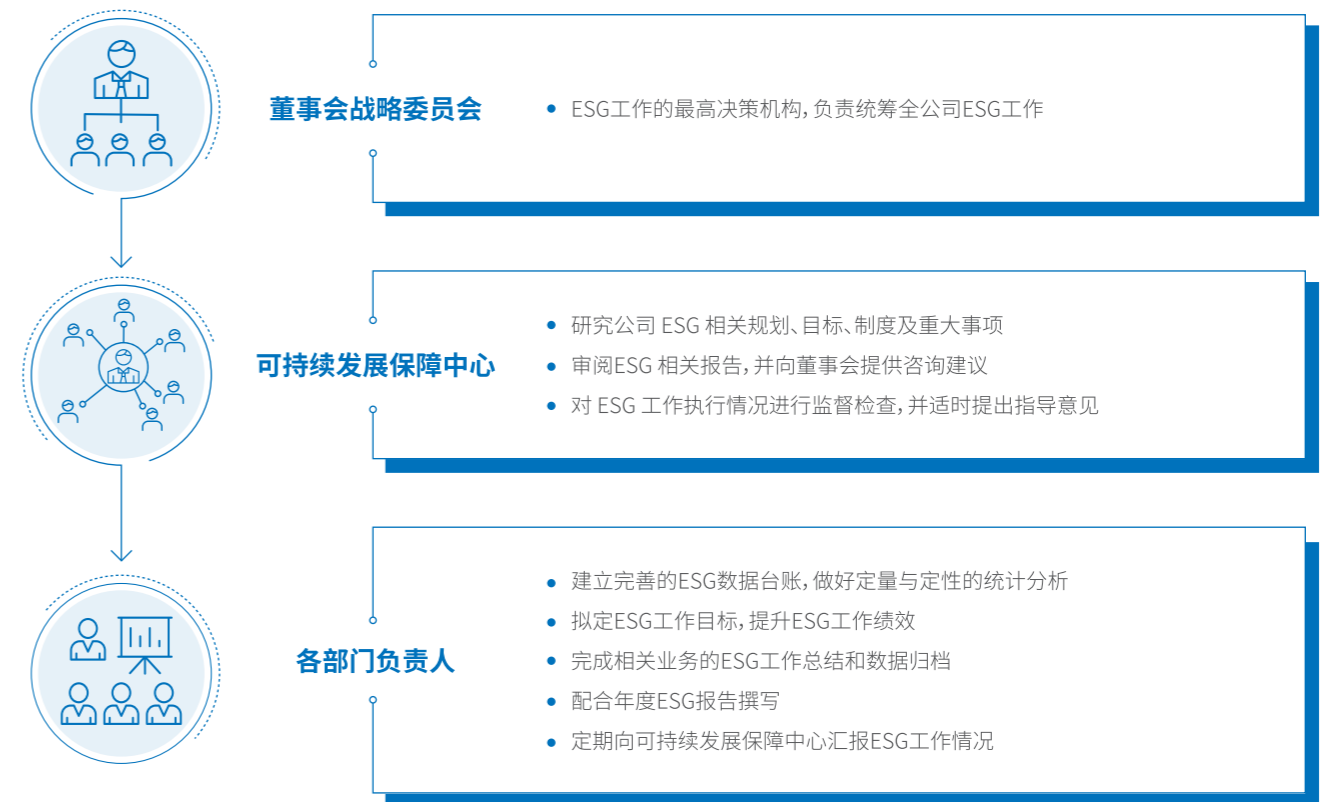 董事会战略委员会
ESG工作的最高决策机构,负责统筹全公司ESG工作
可持续发展保障中心
研究公司 ESG 相关规划、目标、制度及重大事项
审阅ESG 相关报告,并向董事会提供咨询建议
对 ESG 工作执行情况进行监督检查,并适时提出指导意见
各部门负责人
建立完善的ESG数据台账,做好定量与定性的统计分析
拟定ESG工作目标,提升ESG工作绩效
完成相关业务的ESG工作总结和数据归档
配合年度ESG报告撰写
定期向可持续发展保障中心汇报ESG工作情况